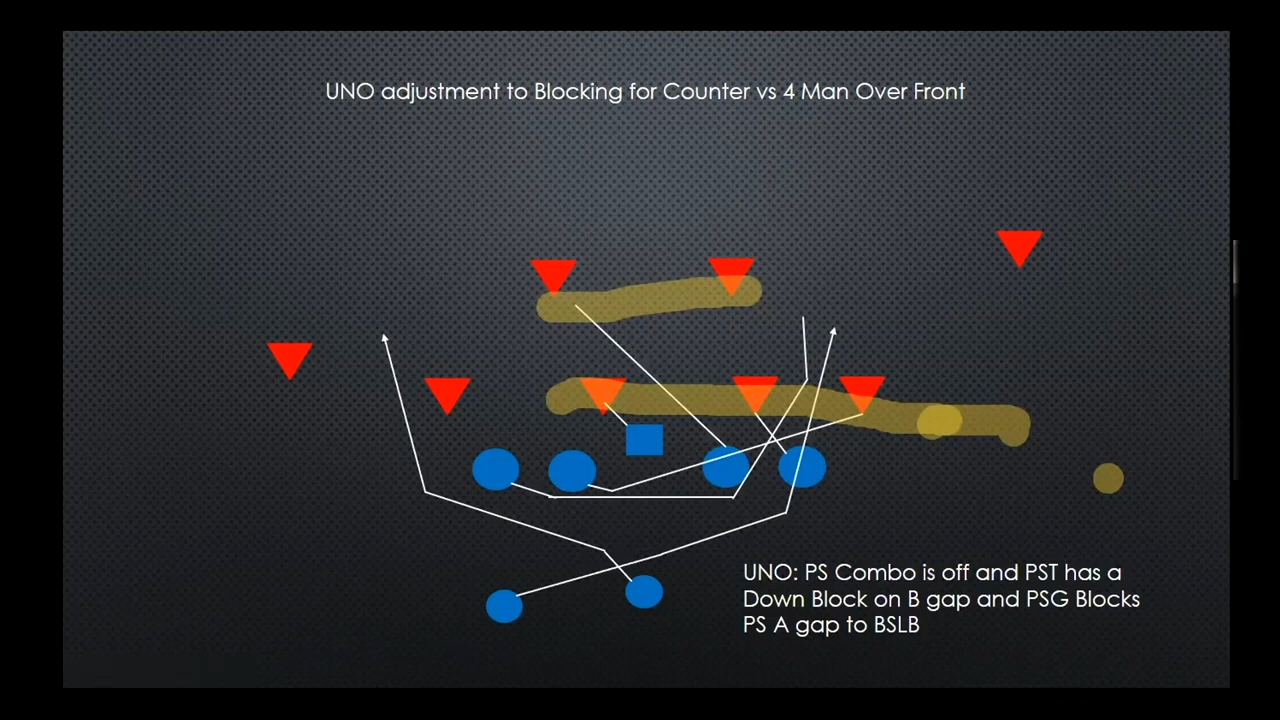 UNO adjustment to Blocking for Counter vs 4 Man Over Front
UNO: PS Combo is off and PST has a
Down Block on B gap and PSG Blocks
PS A gap to BSLB